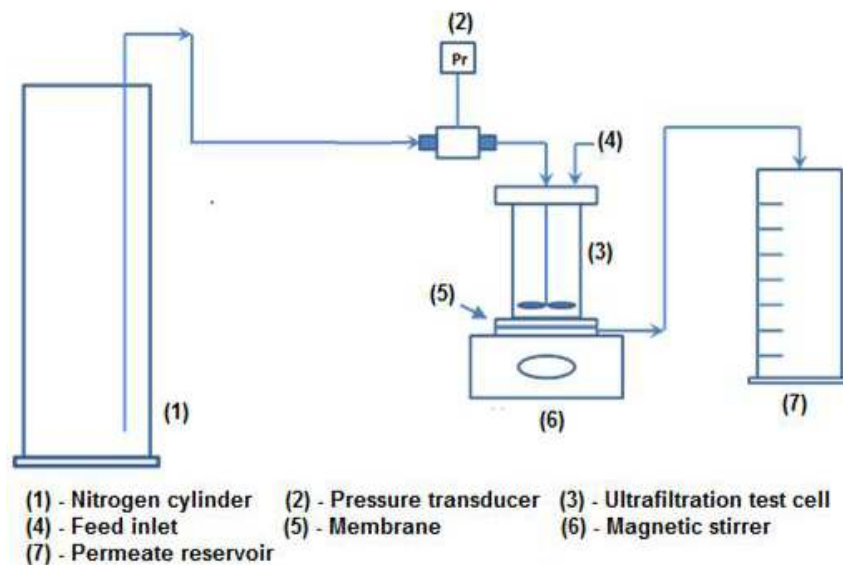 (2)
Pr
(4)
(3)
(5)
(1)
(6)
(7)
(1) - Nitrogen cylinder (2) - Pressure transducer (3) - Ultrafiltration test cell
(4) - Feed inlet (5) - Membrane (6) - Magnetic stirrer
(7) - Permeate reservoir